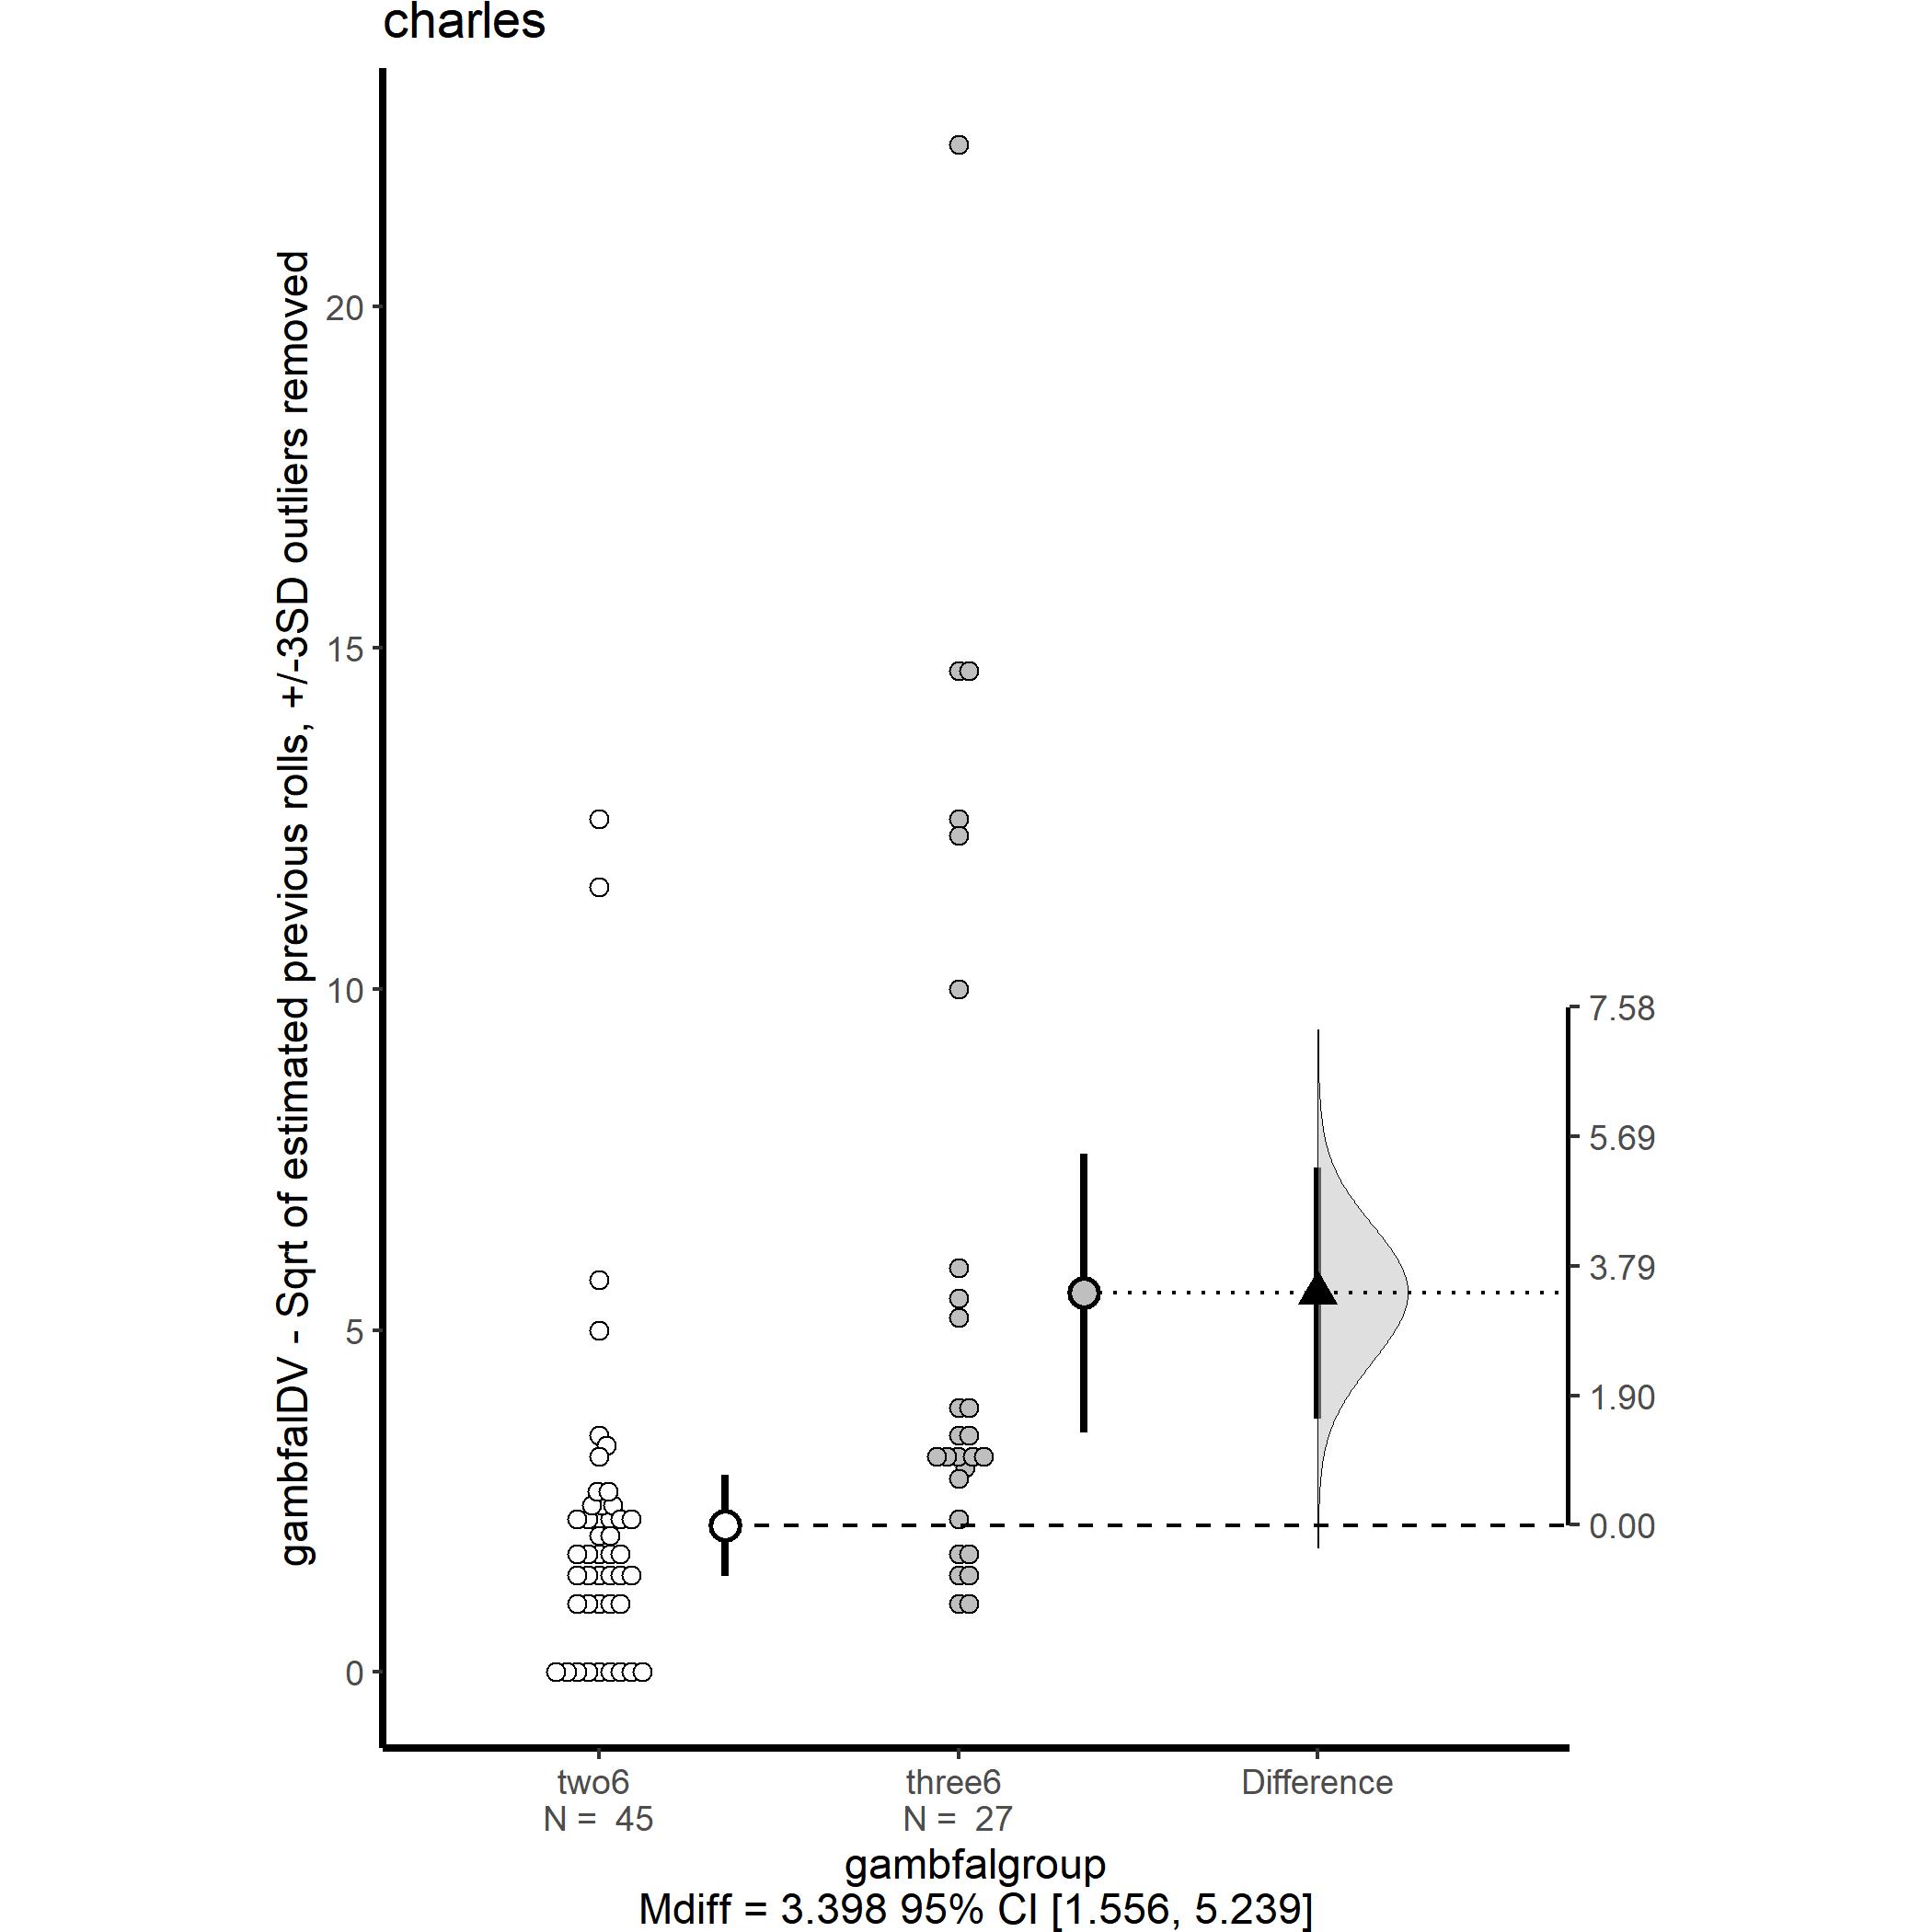 charles
gambfalDV - Sqrt of estimated previous rolls, +/-3SD outliers removed
20
15
10
5
0
7.58
5.69
3.79
1.90
0.00
two6
N =  45
three6
N =  27
Difference
gambfalgroup
Mdiff = 3.398 95% CI [1.556, 5.239]